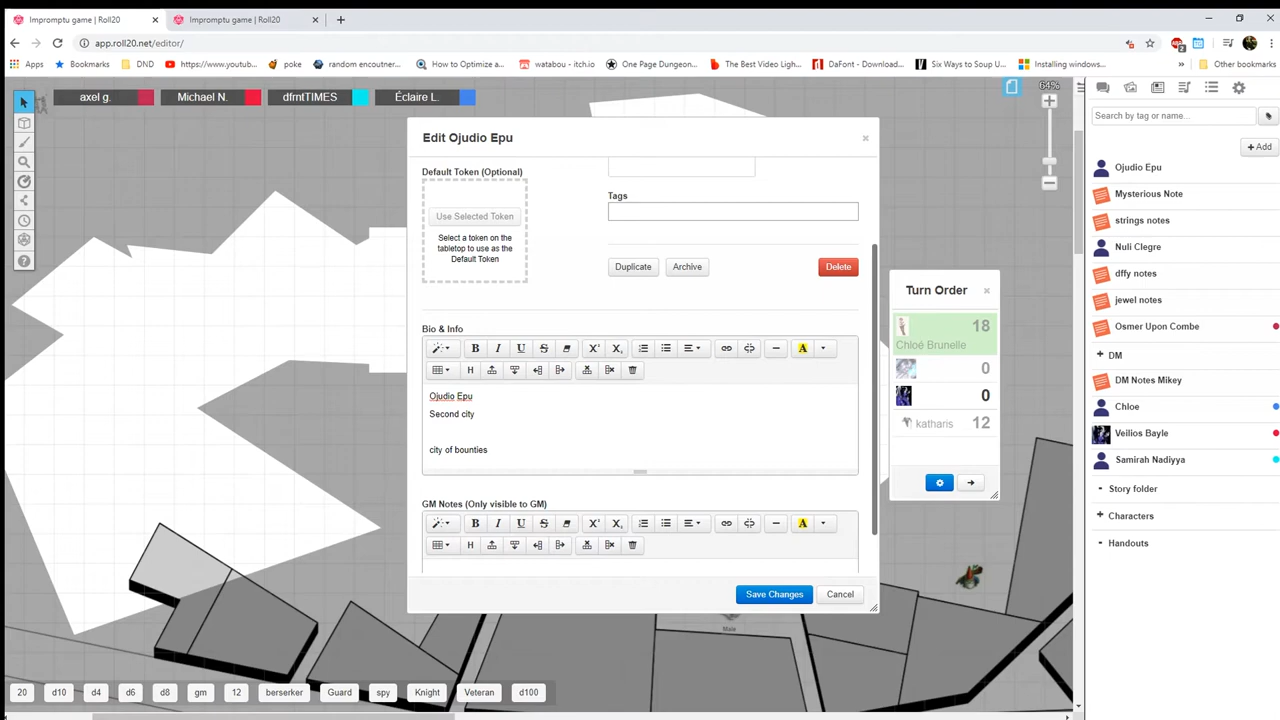 Impromptu game | Roll20
Impromptu game | Roll20
app.roll20.net/editor/
Apps
Bookmarks
DND
https://www.youtub...
poke
random encoutner...
How to Optimize a...
watabou - itch.io
One Page Dungeon...
The Best Video Ligh...
DaFont - Download...
Six Ways to Soup U...
Installing windows...
»
Other bookmarks
axel g.
Michael N.
dfrntTIMES
Éclaire L.
64%
Search by tag or name...
+ Add
Edit Ojudio Epu
Default Token (Optional)
Use Selected Token
Select a token on the
tabletop to use as the
Default Token
Tags
Duplicate
Archive
Delete
Bio & Info
Ojudio Epu
Second city
city of bounties
GM Notes (Only visible to GM)
Save Changes
Cancel
Turn Order
18
Chloé Brunelle
0
0
katharis
12
Ojudio Epu
Mysterious Note
strings notes
Nuli Clegre
dffy notes
jewel notes
Osmer Upon Combe
+ DM
DM Notes Mikey
Chloe
Veilios Bayle
Samirah Nadiyya
- Story folder
+ Characters
- Handouts
Male
20
d10
d4
d6
d8
gm
12
berserker
Guard
spy
Knight
Veteran
d100